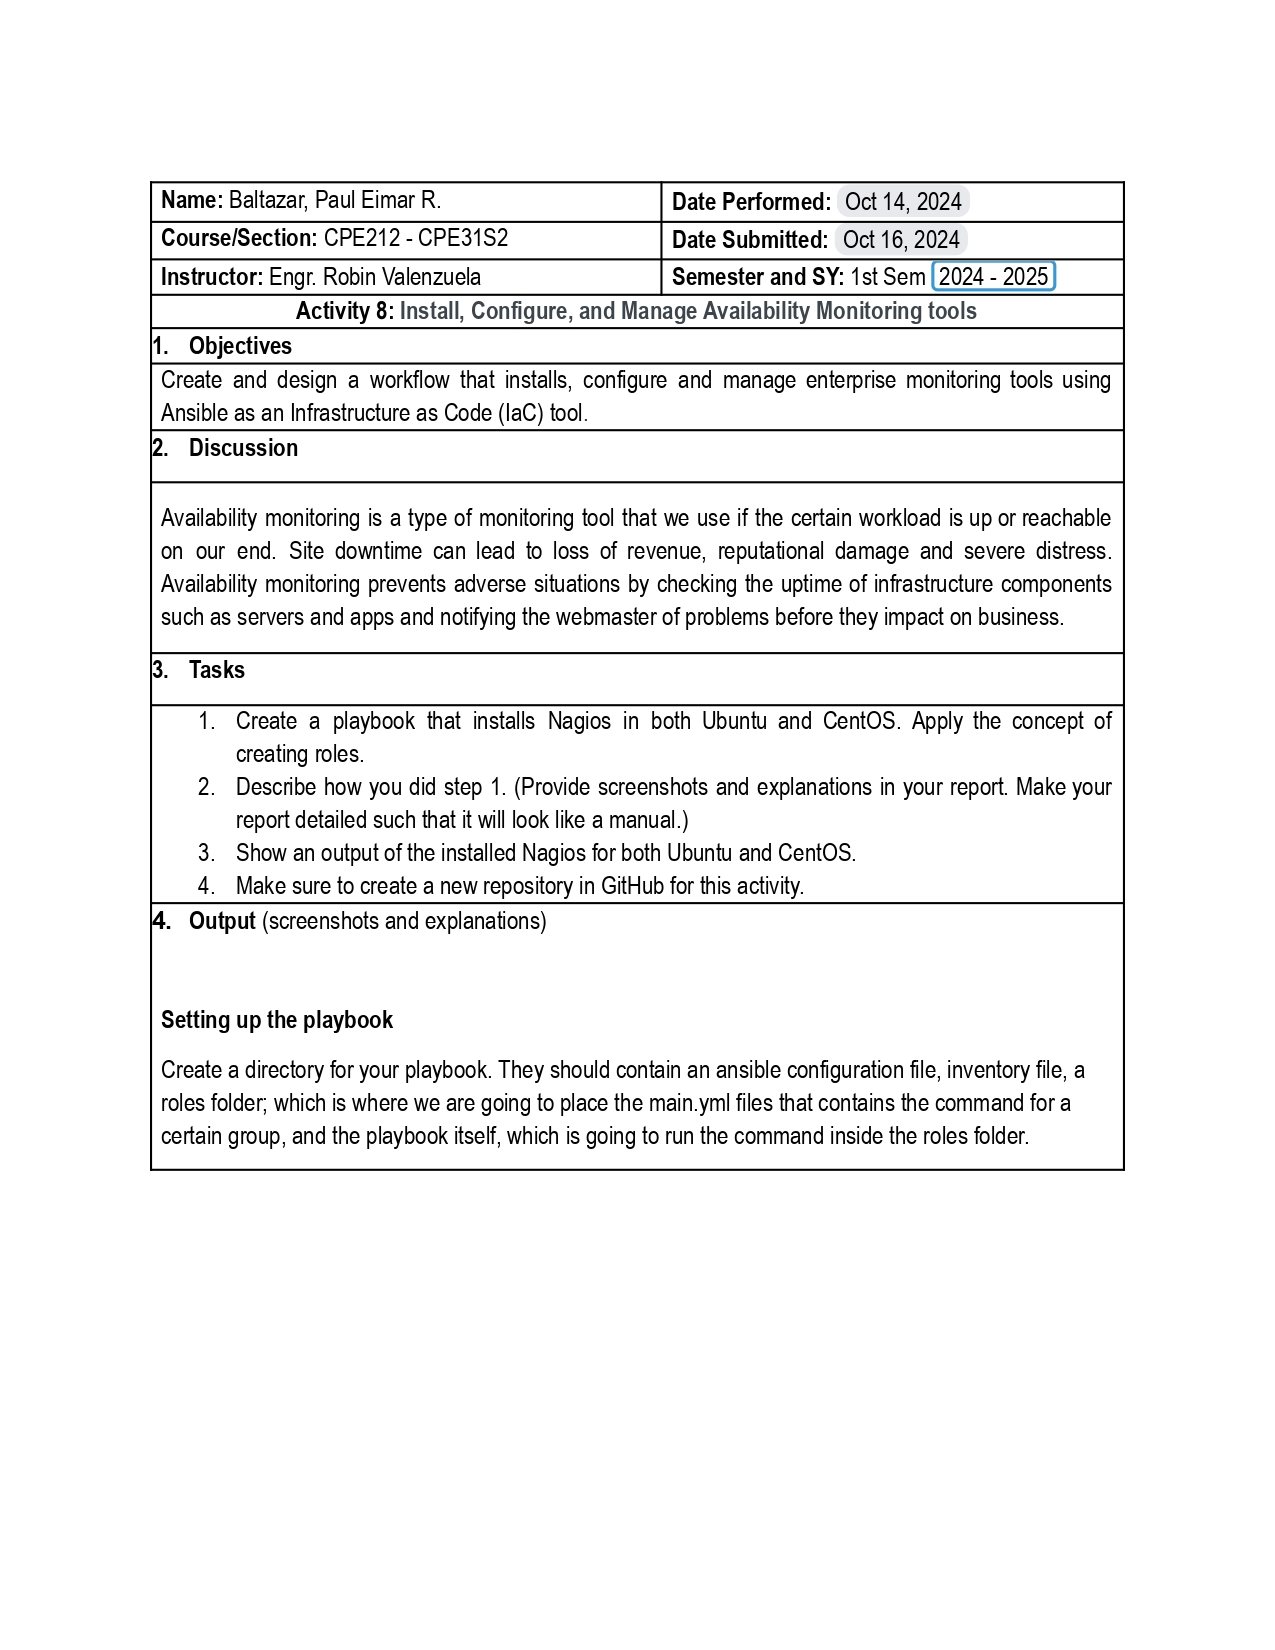 Name: Baltazar, Paul Eimar R.
Date Performed: Oct 14, 2024
Course/Section: CPE212 - CPE31S2
Date Submitted: Oct 16, 2024
Instructor: Engr. Robin Valenzuela
Semester and SY: 1st Sem 2024 - 2025
Activity 8: Install, Configure, and Manage Availability Monitoring tools
1. Objectives
Create and design a workflow that installs, configure and manage enterprise monitoring tools using
Ansible as an Infrastructure as Code (IaC) tool.
2. Discussion
Availability monitoring is a type of monitoring tool that we use if the certain workload is up or reachable
on our end. Site downtime can lead to loss of revenue, reputational damage and severe distress.
Availability monitoring prevents adverse situations by checking the uptime of infrastructure components
such as servers and apps and notifying the webmaster of problems before they impact on business.
3. Tasks
1. Create a playbook that installs Nagios in both Ubuntu and CentOS. Apply the concept of
creating roles.
2. Describe how you did step 1. (Provide screenshots and explanations in your report. Make your
report detailed such that it will look like a manual.)
3. Show an output of the installed Nagios for both Ubuntu and CentOS.
4. Make sure to create a new repository in GitHub for this activity.
4. Output (screenshots and explanations)
Setting up the playbook
Create a directory for your playbook. They should contain an ansible configuration file, inventory file, a
roles folder; which is where we are going to place the main.yml files that contains the command for a
certain group, and the playbook itself, which is going to run the command inside the roles folder.